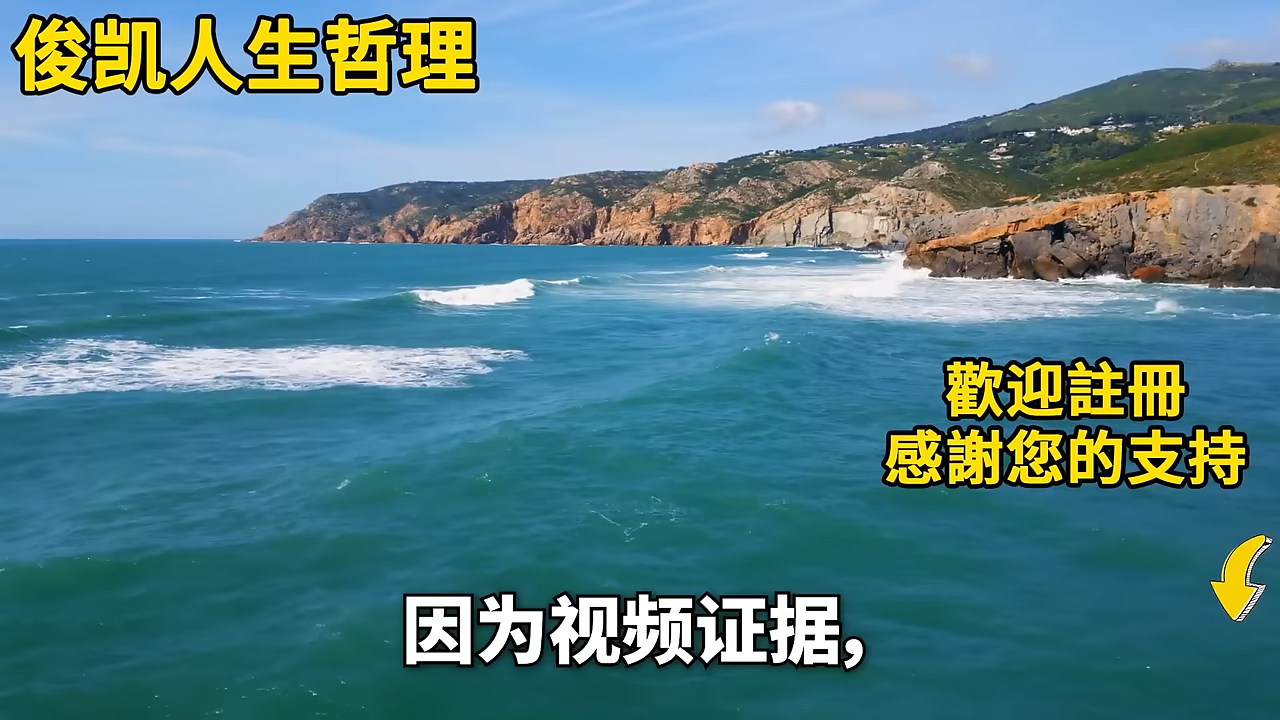 俊凯人生哲理
歡迎註冊
感謝您的支持
因为视频证据,